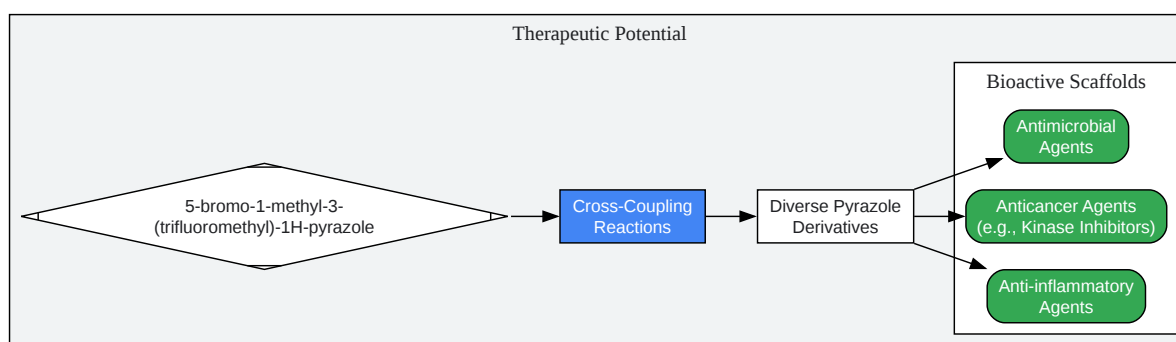 Therapeutic Potential
Bioactive Scaffolds
5-bromo-1-methyl-3-
(trifluoromethyl)-1H-pyrazole
Cross-Coupling
Reactions
Diverse Pyrazole
Derivatives
Antimicrobial
Agents
Anticancer Agents
(e.g., Kinase Inhibitors)
Anti-inflammatory
Agents